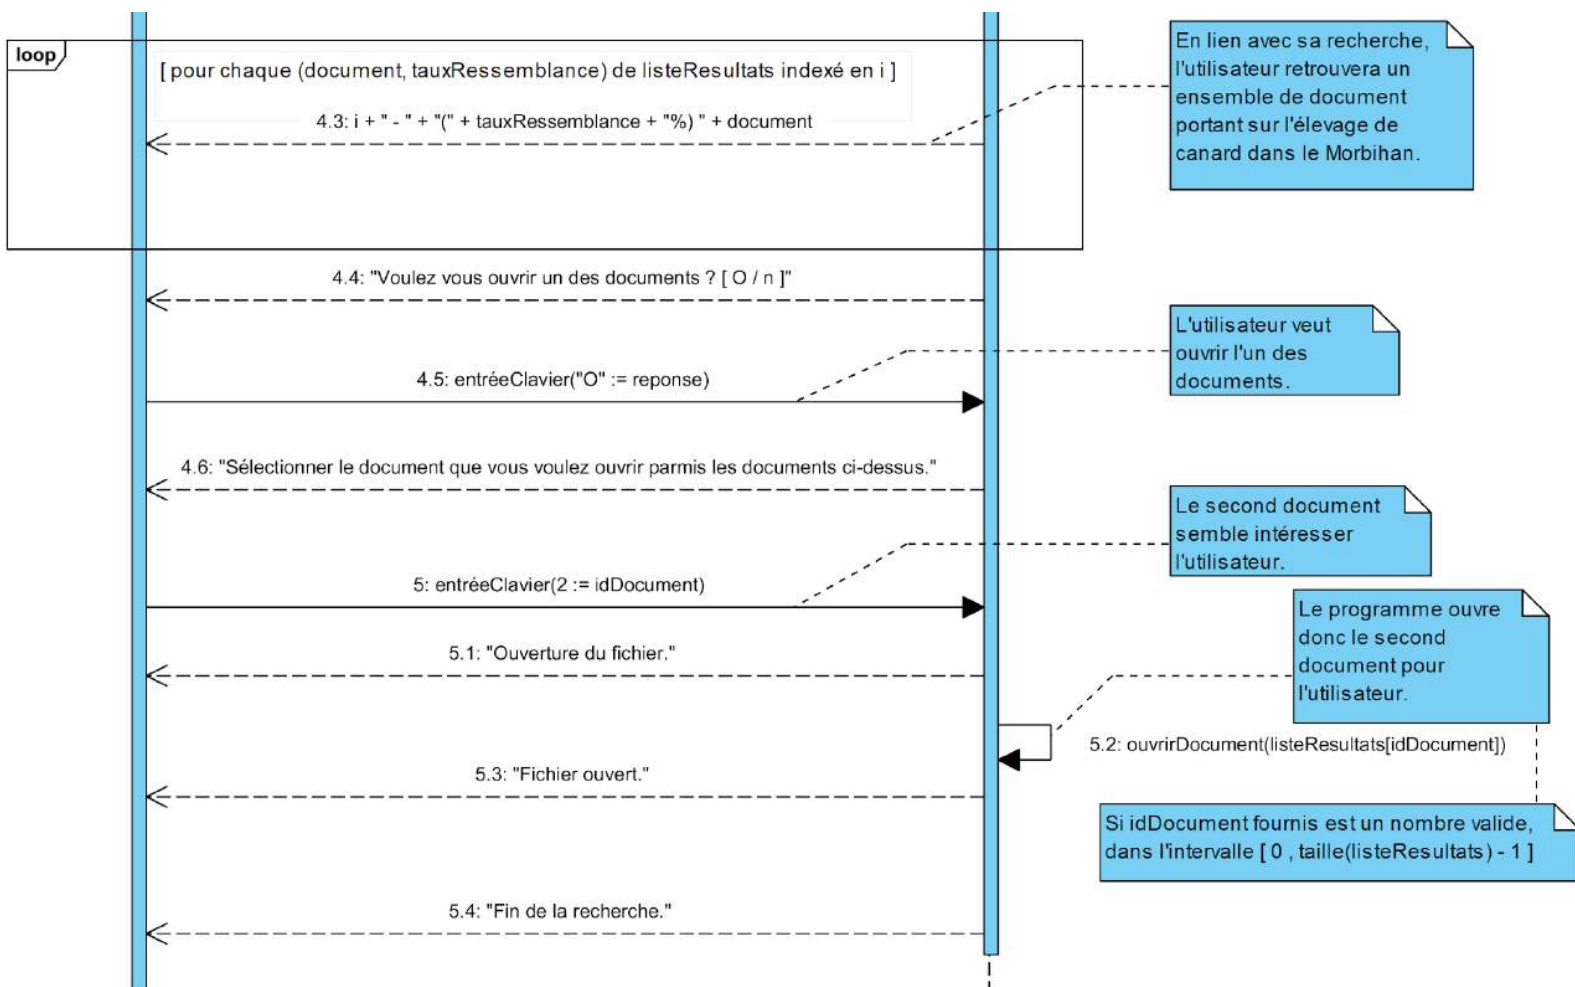 loop
[ pour chaque (document, tauxRessemblance) de listeResultats indexé en i ]
4.3: i + " - " + "(" + tauxRessemblance + "%) " + document
En lien avec sa recherche,
l'utilisateur retrouvera un
ensemble de document
portant sur l'élevage de
canard dans le Morbihan.
4.4: "Voulez vous ouvrir un des documents ? [ O / n ]"
L'utilisateur veut
ouvrir l'un des
documents.
4.5: entréeClavier("O" := reponse)
4.6: "Sélectionner le document que vous voulez ouvrir parmis les documents ci-dessus."
Le second document
semble intéresser
l'utilisateur.
5: entréeClavier(2 := idDocument)
Le programme ouvre
donc le second
document pour
l'utilisateur.
5.1: "Ouverture du fichier."
5.2: ouvrirDocument(listeResultats[idDocument])
5.3: "Fichier ouvert."
Si idDocument fournis est un nombre valide,
dans l'intervalle [ 0 , taille(listeResultats) - 1 ]
5.4: "Fin de la recherche."